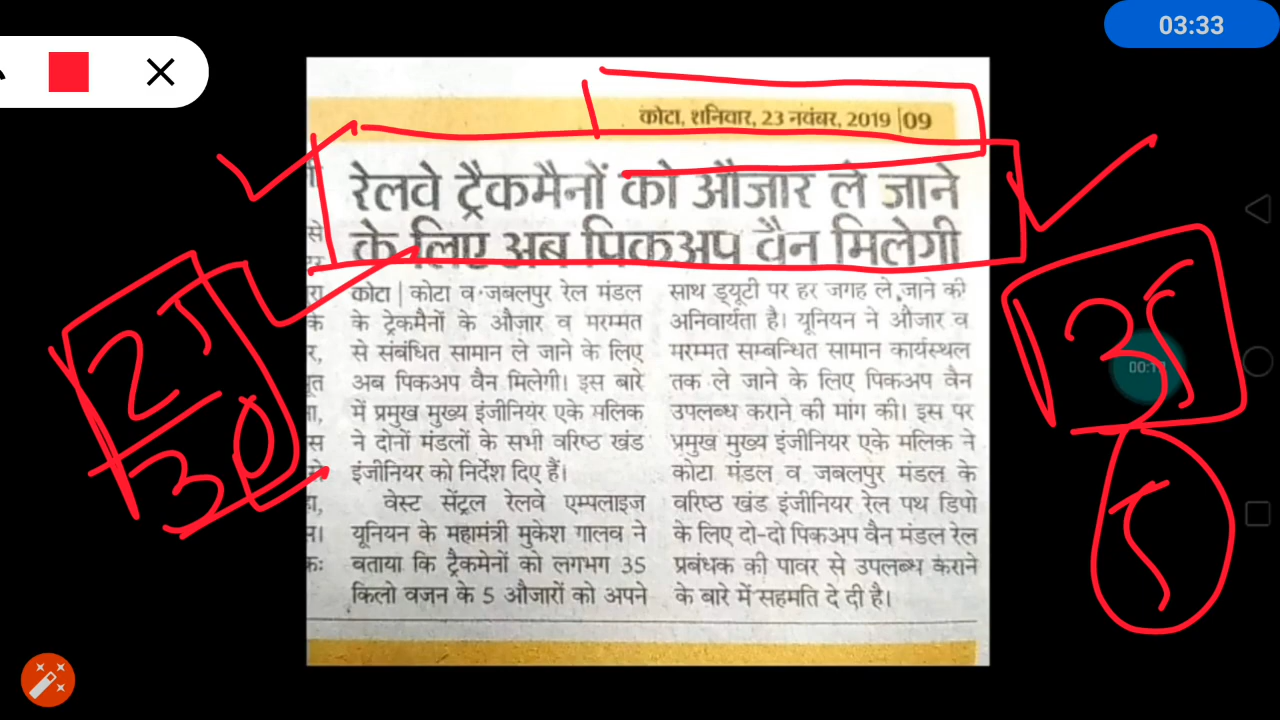 03:33
कोटा, शनिवार, 23 नवंबर, 2019 |09
रेलवे ट्रैकमैनों को औजार ले जाने
के लिए अब पिकअप वैन मिलेगी
कोटा | कोटा व जबलपुर रेल मंडल
के ट्रेकमैनों के औजार व मरम्मत
से संबंधित सामान ले जाने के लिए
अब पिकअप वैन मिलेगी। इस बारे
में प्रमुख मुख्य इंजीनियर एके मलिक
ने दोनों मंडलों के सभी वरिष्ठ खंड
इंजीनियर को निर्देश दिए हैं।
वेस्ट सेंट्रल रेलवे एम्पलाइज
यूनियन के महामंत्री मुकेश गालव ने
बताया कि ट्रैकमेनों को लगभग 35
किलो वजन के 5 औजारों को अपने
साथ ड्यूटी पर हर जगह ले जाने की
अनिवार्यता है। यूनियन ने औजार व
मरम्मत सम्बन्धित सामान कार्यस्थल
तक ले जाने के लिए पिकअप वैन
उपलब्ध कराने की मांग की। इस पर
प्रमुख मुख्य इंजीनियर एके मलिक ने
कोटा मंडल व जबलपुर मंडल के
वरिष्ठ खंड इंजीनियर रेल पथ डिपो
के लिए दो-दो पिकअप वैन मंडल रेल
प्रबंधक की पावर से उपलब्ध कराने
के बारे में सहमति दे दी है।
25
30
35
5